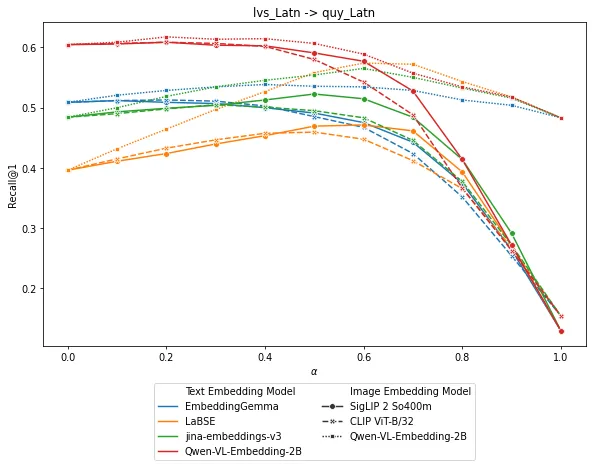 lvs_Latn -> quy_Latn
Recall@1
0.6
0.5
0.4
0.3
0.2
0.0 0.2 0.4 0.6 0.8 1.0
α
Text Embedding Model Image Embedding Model
EmbeddingGemma SigLIP 2 So400m
LaBSE CLIP ViT-B/32
jina-embeddings-v3 Qwen-VL-Embedding-2B
Qwen-VL-Embedding-2B